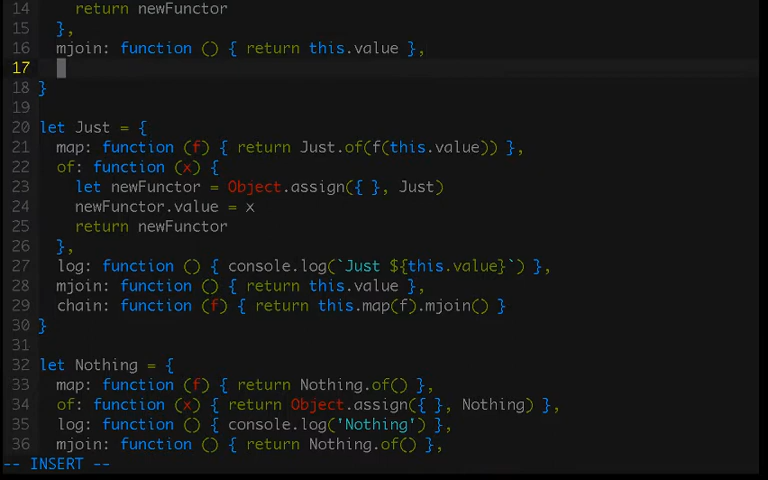 14     return newFunctor
15   },
16   mjoin: function () { return this.value },
17
18 }
19
20 let Just = {
21   map: function (f) { return Just.of(f(this.value)) },
22   of: function (x) {
23     let newFunctor = Object.assign({ }, Just)
24     newFunctor.value = x
25     return newFunctor
26   },
27   log: function () { console.log(`Just ${this.value}`) },
28   mjoin: function () { return this.value },
29   chain: function (f) { return this.map(f).mjoin() }
30 }
31
32 let Nothing = {
33   map: function (f) { return Nothing.of() },
34   of: function (x) { return Object.assign({ }, Nothing) },
35   log: function () { console.log('Nothing') },
36   mjoin: function () { return Nothing.of() },
-- INSERT --